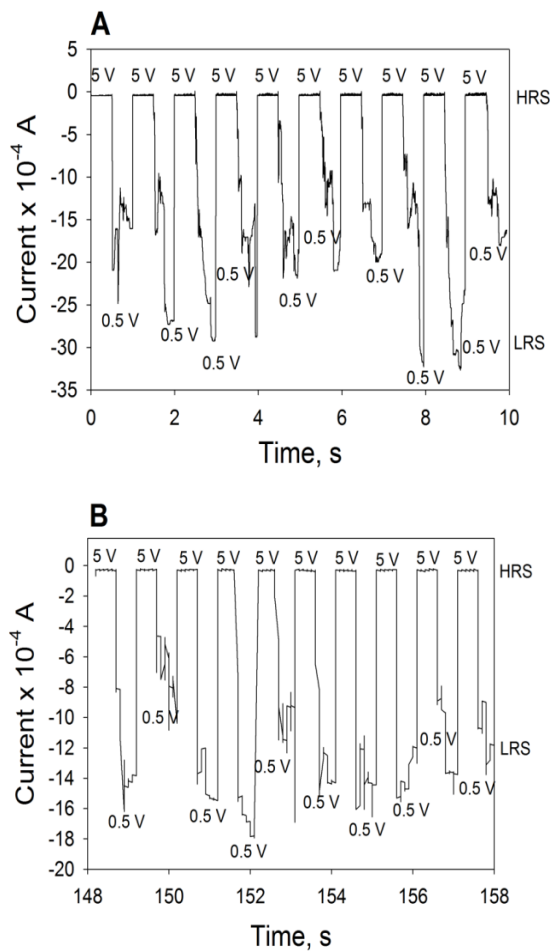 A
5
5 V 5 V 5 V 5 V 5 V 5 V 5 V 5 V 5 V 5 V
0
HRS
-5
-10
-15
0.5 V
0.5 V
-20
0.5 V
0.5 V
0.5 V
-25
0.5 V
0.5 V
-30
LRS
0.5 V
0.5 V
0.5 V
-35
0 2 4 6 8 10
Current x 10⁻⁴ A
Time, s
B
5 V 5 V 5 V 5 V 5 V 5 V 5 V 5 V 5 V 5 V
0
HRS
-2
-4
-6
-8
0.5 V
0.5 V
-10
-12
LRS
0.5 V
0.5 V
-14
0.5 V
-16
0.5 V
0.5 V
0.5 V
0.5 V
-18
0.5 V
-20
148 150 152 154 156 158
Current x 10⁻⁴ A
Time, s